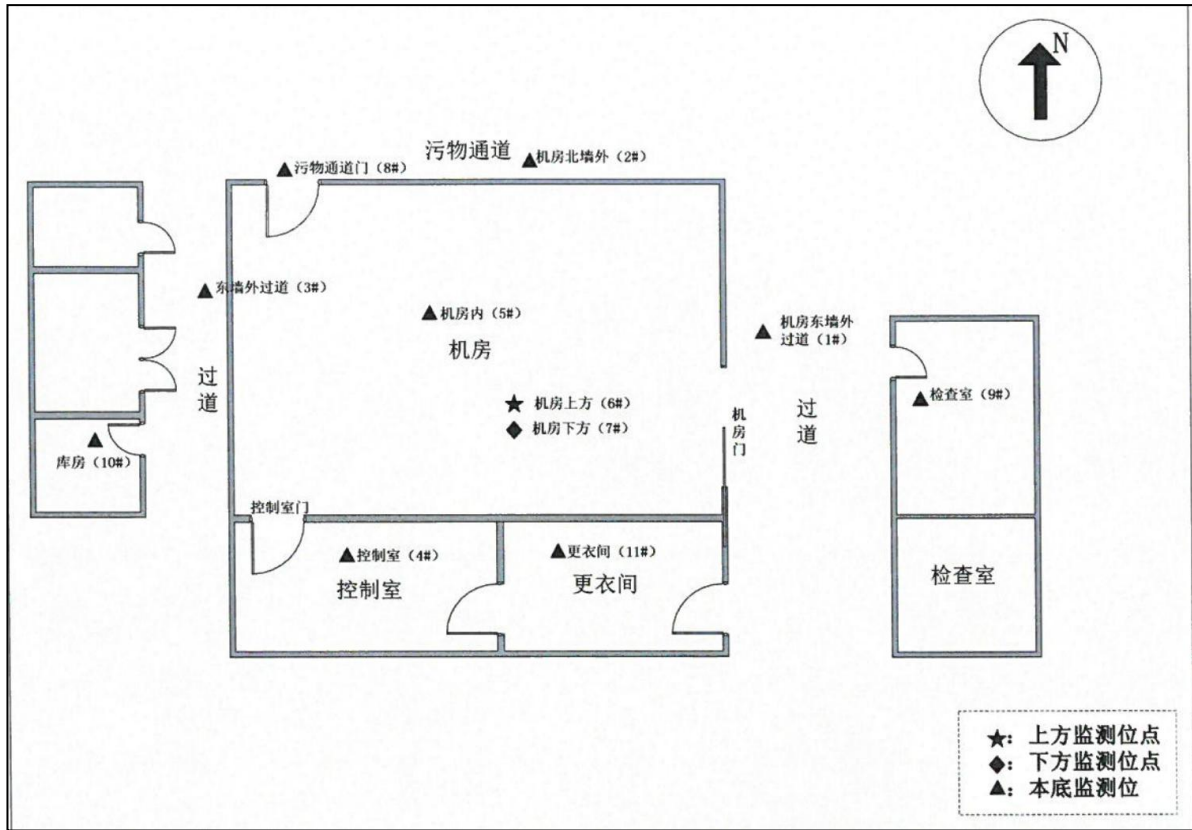 N
污物通道
机房北墙外（2#）
污物通道门（8#）
东墙外过道（3#）
机房内（5#）
机房
机房东墙外
过道（1#）
过道
机房上方（6#）
机房下方（7#）
机房门
过道
检查室（9#）
库房（10#）
控制室门
控制室（4#）
控制室
更衣间（11#）
更衣间
检查室
★： 上方监测位点
◆： 下方监测位点
▲： 本底监测位